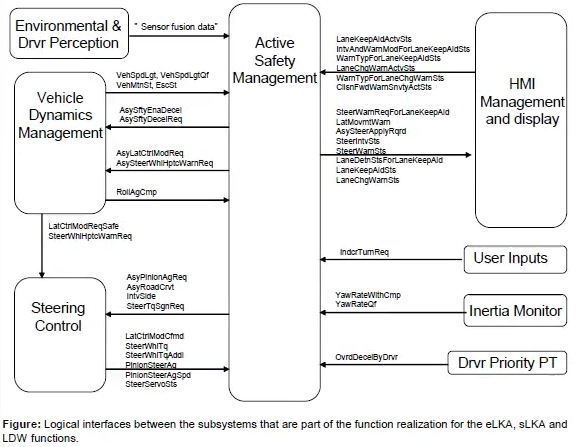 Environmental &
Drvr Perception
" Sensor fusion data"
Active
Safety
Management
LaneKeepAidActvSts
IntvAndWarnModForLaneKeepAidSts
WarnTypForLaneKeepAidSts
LaneChgWarnActvSts
WarnTypForLaneChgWarnSts
ClisnFwdWarnSnvtyActSts
HMI
Management
and display
SteerWarnReqForLaneKeepAid
LatMovmtWarn
AsySteerApplyRqrd
SteerIntvSts
SteerWarnSts
LaneDetnStsForLaneKeepAid
LaneKeepAidSts
LaneChgWarnSts
Vehicle
Dynamics
Management
VehSpdLgt, VehSpdLgtQf
VehMtnSt, EscSt
AsySftyEnaDecel
AsySftyDecelReq
AsyLatCtrlModReq
AsySteerWhlHptcWarnReq
RollAgCmp
LatCtrlModReqSafe
SteerWhlHptcWarnReq
Steering
Control
AsyPinionAgReq
AsyRoadCrvt
IntvSide
SteerTqSgnReq
LatCtrlModCfmd
SteerWhlTq
SteerWhlTqAddl
PinionSteerAg
PinionSteerAgSpd
SteerServoSts
IndcrTurnReq
User Inputs
YawRateWithCmp
YawRateQf
Inertia Monitor
OvrdDecelByDrvr
Drvr Priority PT
Figure: Logical interfaces between the subsystems that are part of the function realization for the eLKA, sLKA and
LDW functions.